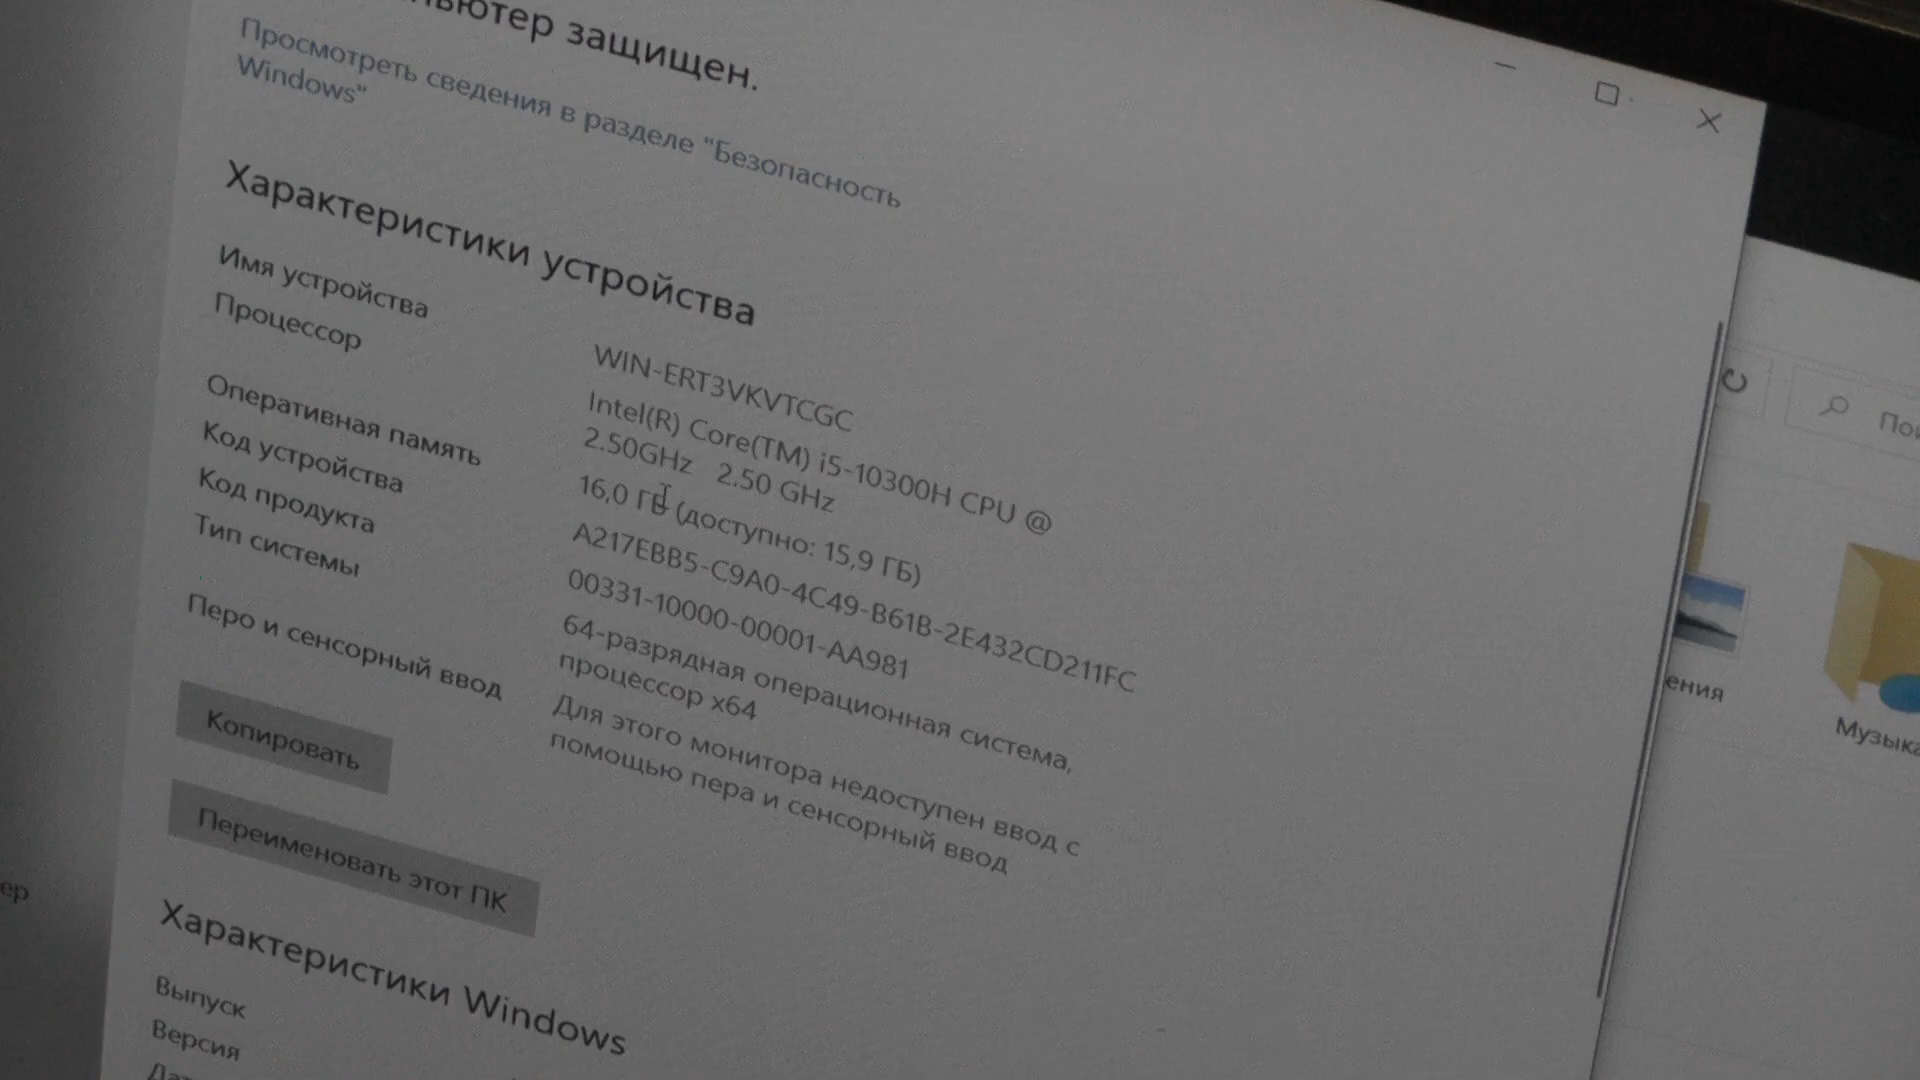 защищен.
Просмотреть сведения в разделе "Безопасность
Windows"
Характеристики устройства
Имя устройства
WIN-ERT3VKVTCGC
Процессор
Intel(R) Core(TM) i5-10300H CPU @
2.50GHz 2.50 GHz
Оперативная память
16,0 ГБ (доступно: 15,9 ГБ)
Код устройства
A217EBB5-C9A0-4C49-B61B-2E432CD211FC
Код продукта
00331-10000-00001-AA981
Тип системы
64-разрядная операционная система,
процессор x64
Перо и сенсорный ввод
Для этого монитора недоступен ввод с
помощью пера и сенсорный ввод
Копировать
Переименовать этот ПК
Характеристики Windows
Выпуск
Версия
Музыка